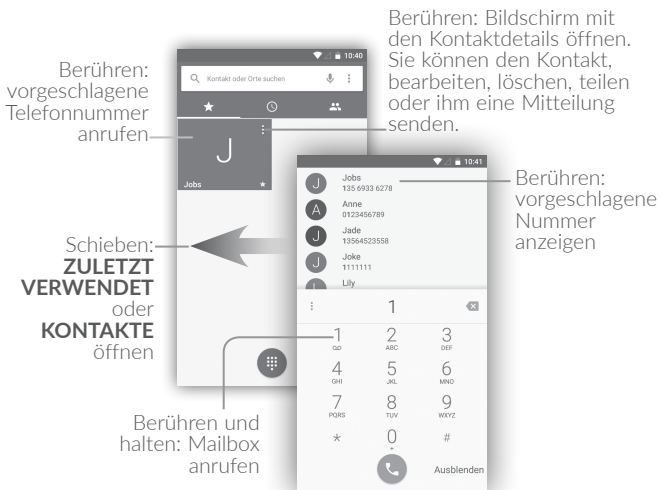 Berühren: Bildschirm mit
den Kontaktdetails öffnen.
Sie können den Kontakt,
bearbeiten, löschen, teilen
oder ihm eine Mitteilung
senden.
Berühren:
vorgeschlagene
Telefonnummer
anrufen
10:40
Kontakt oder Orte suchen
J
Jobs
Schieben:
ZULETZT
VERWENDET
oder
KONTAKTE
öffnen
10:41
J
Jobs
135 6933 6278
A
Anne
0123456789
J
Jade
13564523558
J
Joke
1111111
L
Lily
Berühren:
vorgeschlagene
Nummer
anzeigen
1
1 2 3
ABC DEF
4 5 6
GHI JKL MNO
7 8 9
PQRS TUV WXYZ
* 0 #
+
Ausblenden
Berühren und
halten: Mailbox
anrufen